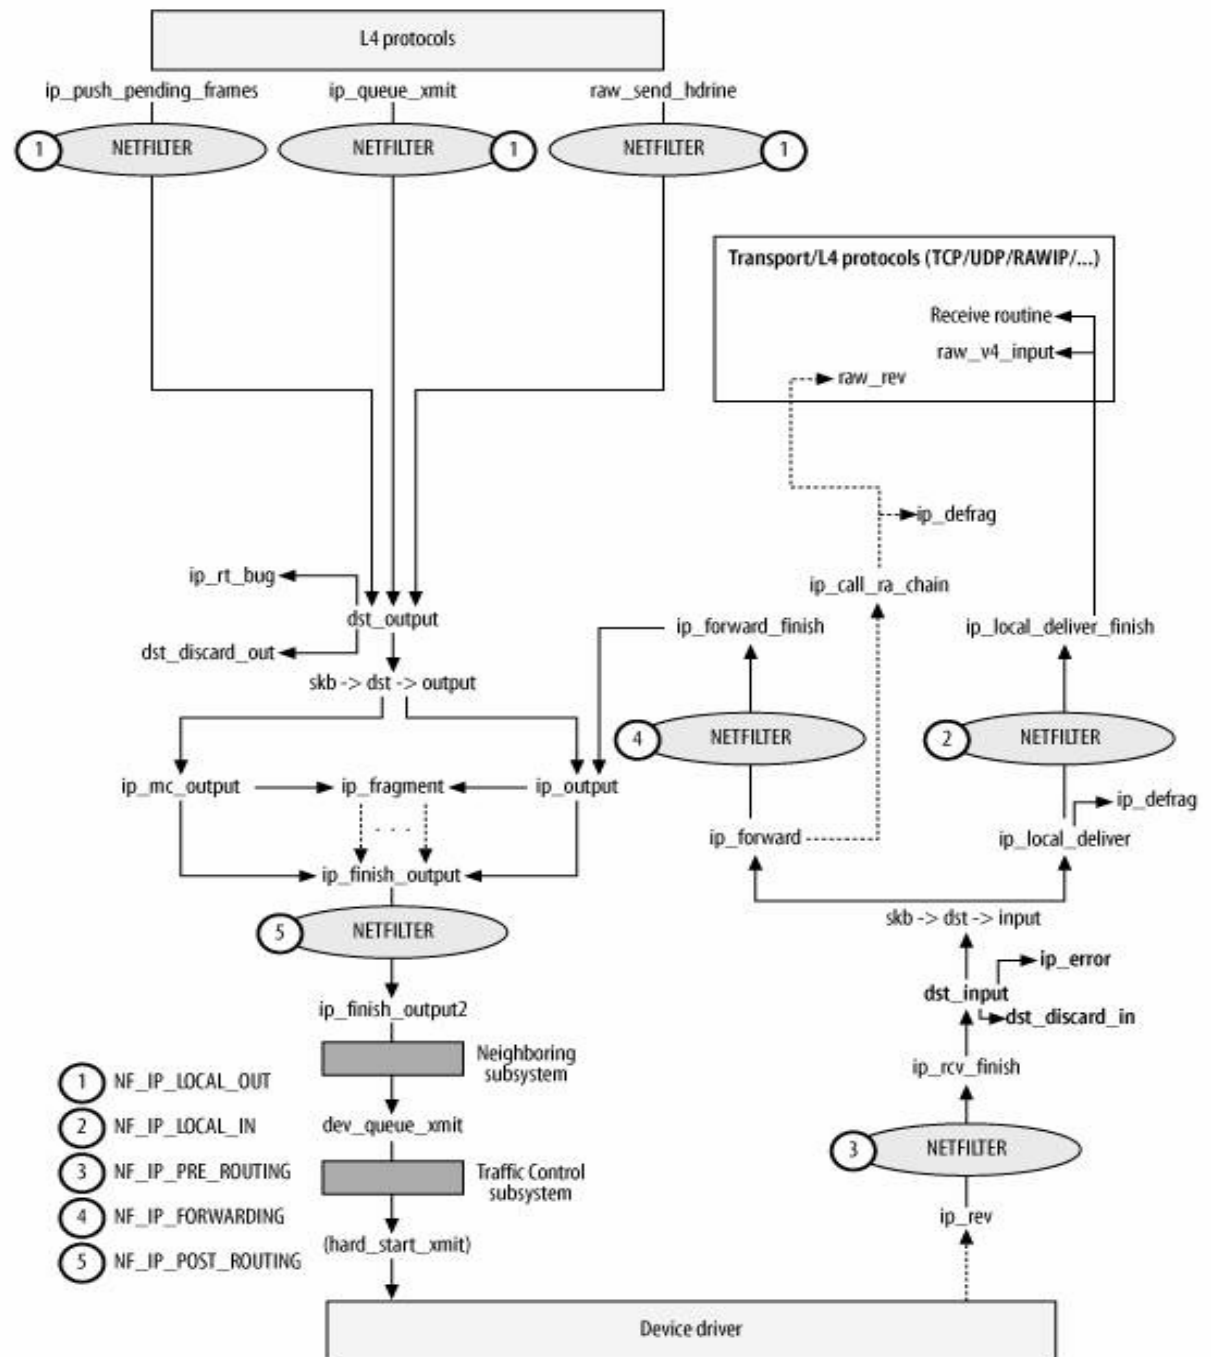 L4 protocols
ip_push_pending_frames
ip_queue_xmit
raw_send_hdrine
1
NETFILTER
NETFILTER
1
NETFILTER
1
Transport/L4 protocols (TCP/UDP/RAWIP/...)
Receive routine
raw_v4_input
raw_rev
ip_defrag
ip_rt_bug
ip_call_ra_chain
dst_output
ip_forward_finish
ip_local_deliver_finish
dst_discard_out
skb -> dst -> output
4
NETFILTER
2
NETFILTER
ip_mc_output
ip_fragment
ip_output
ip_defrag
. . .
ip_forward
ip_local_deliver
ip_finish_output
skb -> dst -> input
5
NETFILTER
ip_error
dst_input
dst_discard_in
ip_finish_output2
Neighboring
subsystem
ip_rcv_finish
1
NF_IP_LOCAL_OUT
2
NF_IP_LOCAL_IN
dev_queue_xmit
3
NETFILTER
3
NF_IP_PRE_ROUTING
Traffic Control
subsystem
4
NF_IP_FORWARDING
ip_rev
5
NF_IP_POST_ROUTING
(hard_start_xmit)
Device driver